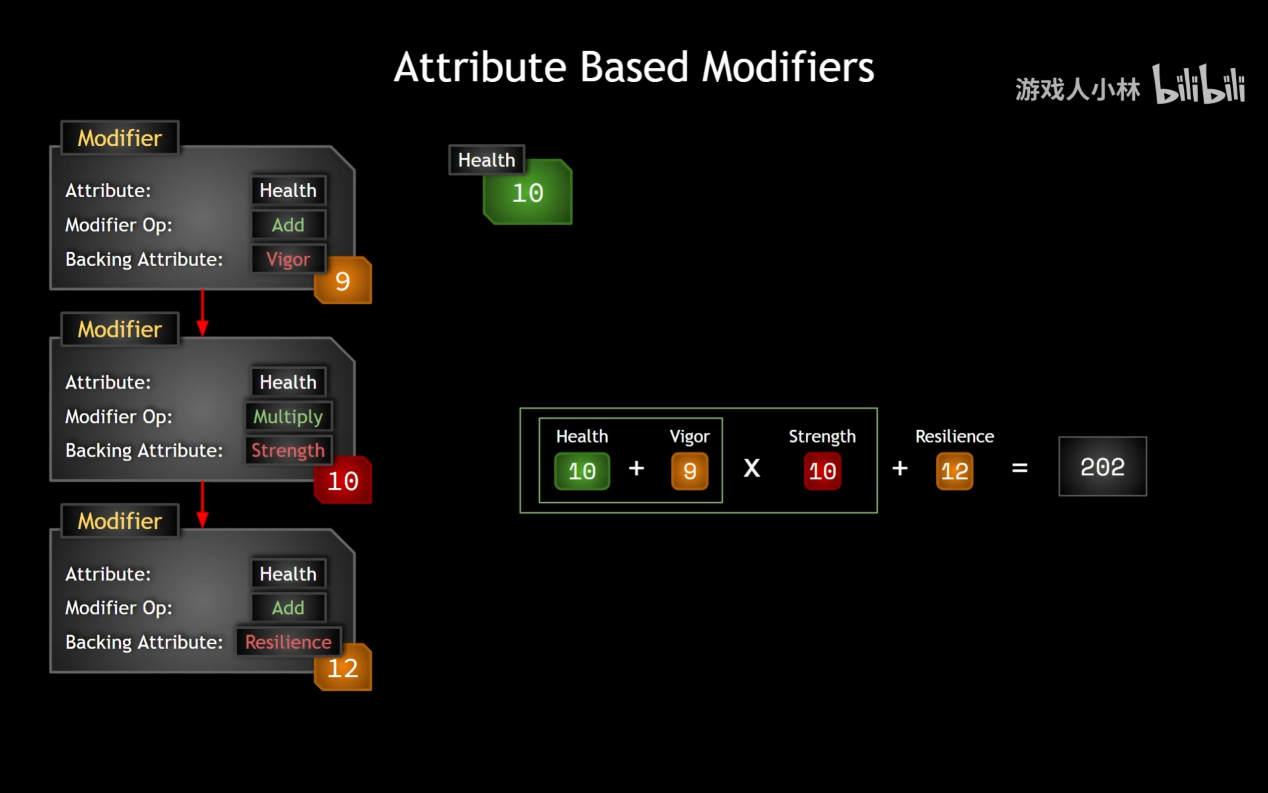 Attribute Based Modifiers
游戏人小林 bilibili
Modifier
Attribute: Health
Modifier Op: Add
Backing Attribute: Vigor
9
Modifier
Attribute: Health
Modifier Op: Multiply
Backing Attribute: Strength
10
Modifier
Attribute: Health
Modifier Op: Add
Backing Attribute: Resilience
12
Health
10
Health Vigor Strength Resilience
10 + 9 X 10 + 12 = 202